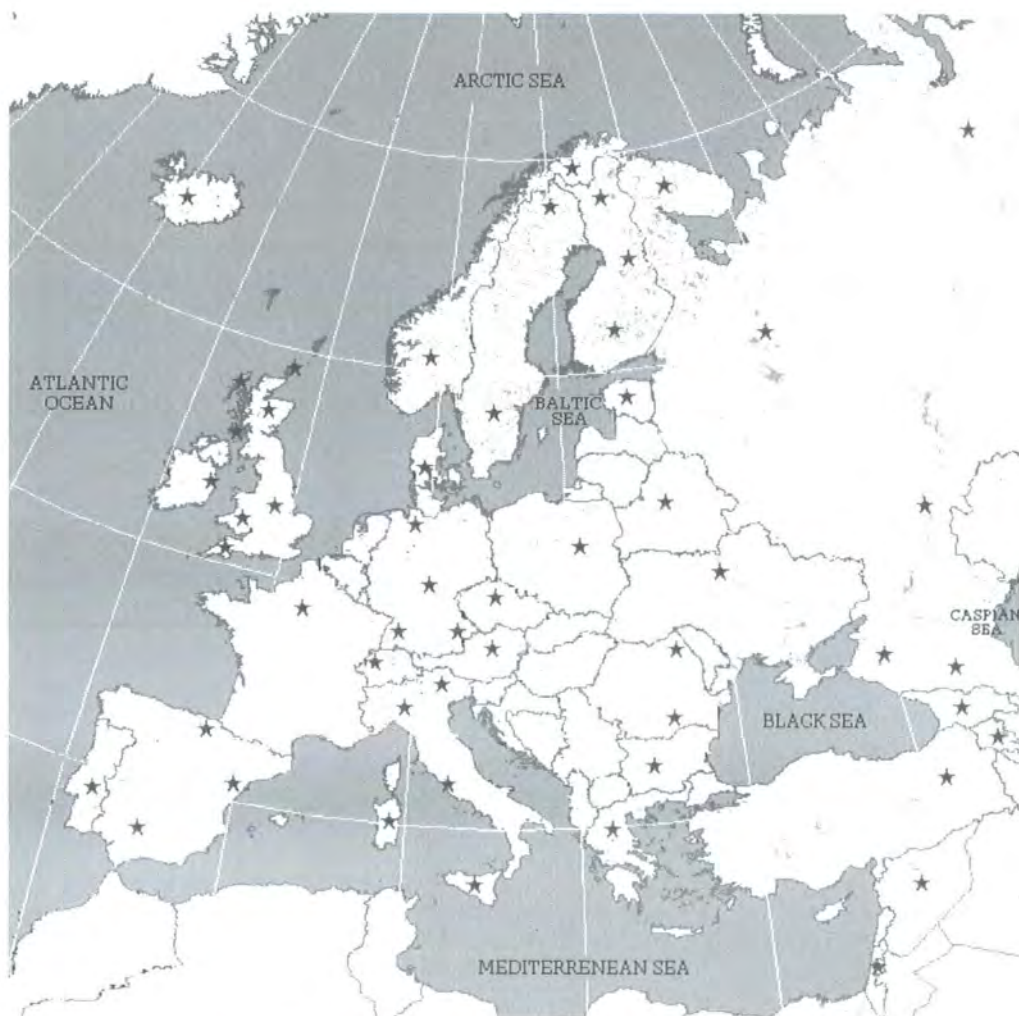 ARCTIC SEA
ATLANTIC
OCEAN
BALTIC
SEA
CASPIAN
SEA
BLACK SEA
MEDITERRENEAN SEA